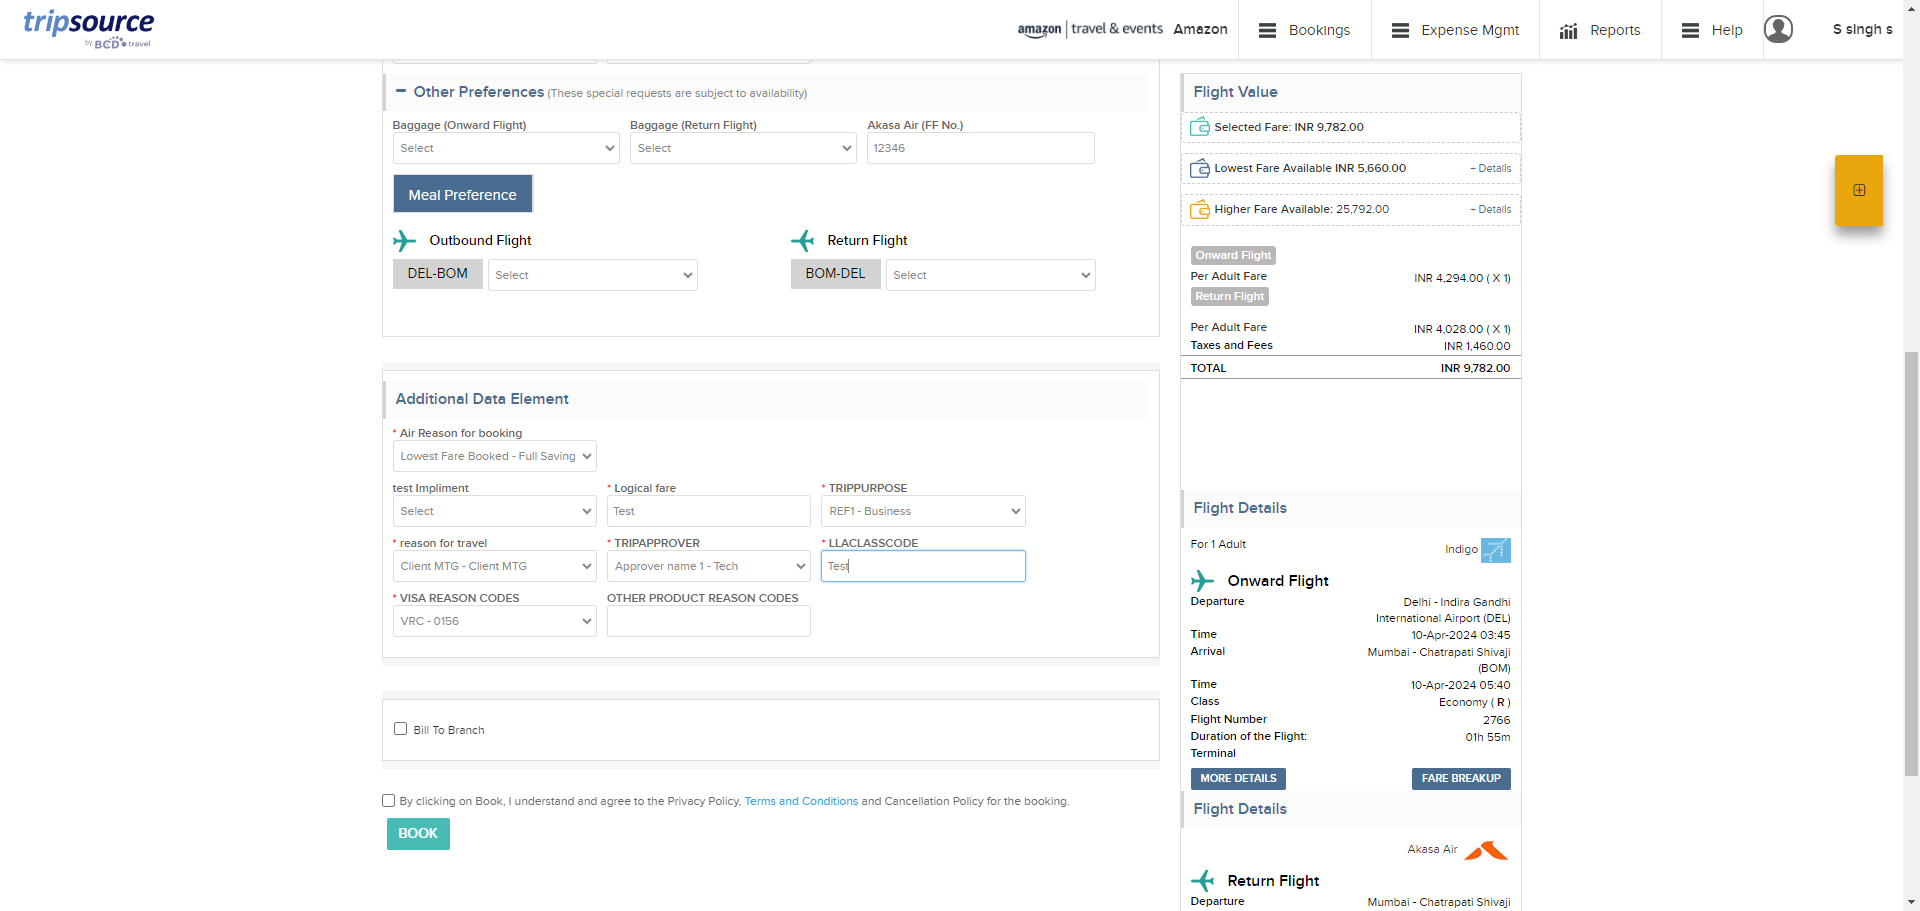 tripsource
by BCD travel
amazon | travel & events Amazon
Bookings
Expense Mgmt
Reports
Help
S singh s
Other Preferences (These special requests are subject to availability)
Baggage (Onward Flight)
Baggage (Return Flight)
Akasa Air (FF No.)
Select
Select
12346
Meal Preference
Outbound Flight
Return Flight
DEL-BOM
Select
BOM-DEL
Select
Additional Data Element
* Air Reason for booking
Lowest Fare Booked - Full Saving
test Impliment
* Logical fare
* TRIPPURPOSE
Select
Test
REF1 - Business
* reason for travel
* TRIPAPPROVER
* LLACLASSCODE
Client MTG - Client MTG
Approver name 1 - Tech
Test
* VISA REASON CODES
OTHER PRODUCT REASON CODES
VRC - 0156
Bill To Branch
By clicking on Book, I understand and agree to the Privacy Policy, Terms and Conditions and Cancellation Policy for the booking.
BOOK
Flight Value
Selected Fare: INR 9,782.00
Lowest Fare Available INR 5,660.00
+ Details
Higher Fare Available: 25,792.00
+ Details
Onward Flight
Per Adult Fare
INR 4,294.00 ( X 1)
Return Flight
Per Adult Fare
INR 4,028.00 ( X 1)
Taxes and Fees
INR 1,460.00
TOTAL
INR 9,782.00
Flight Details
For 1 Adult
Indigo
Onward Flight
Departure
Delhi - Indira Gandhi
International Airport (DEL)
Time
10-Apr-2024 03:45
Arrival
Mumbai - Chatrapati Shivaji
(BOM)
Time
10-Apr-2024 05:40
Class
Economy ( R )
Flight Number
2766
Duration of the Flight:
01h 55m
Terminal
MORE DETAILS
FARE BREAKUP
Flight Details
Akasa Air
Return Flight
Departure
Mumbai - Chatrapati Shivaji